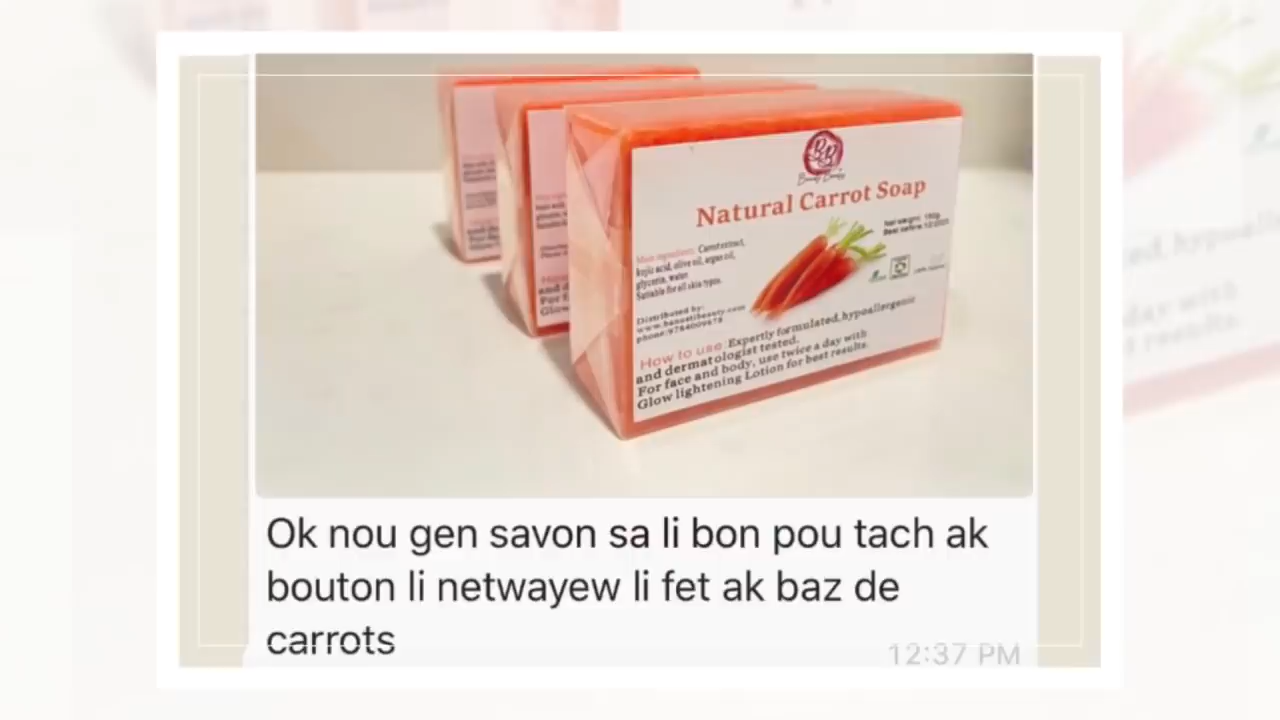 Natural Carrot Soap
Net weight: 150g
Main ingredients: Carrot extract,
kojic acid, olive oil, argan oil,
glycerin, water
Suitable for all skin types.
Distributed by:
How to use Expertly formulated, hypoallergenic
and dermatologist tested.
For face and body, use twice a day with
Glow lightening Lotion for best results.
Ok nou gen savon sa li bon pou tach ak
bouton li netwayew li fet ak baz de
carrots
12:37 PM